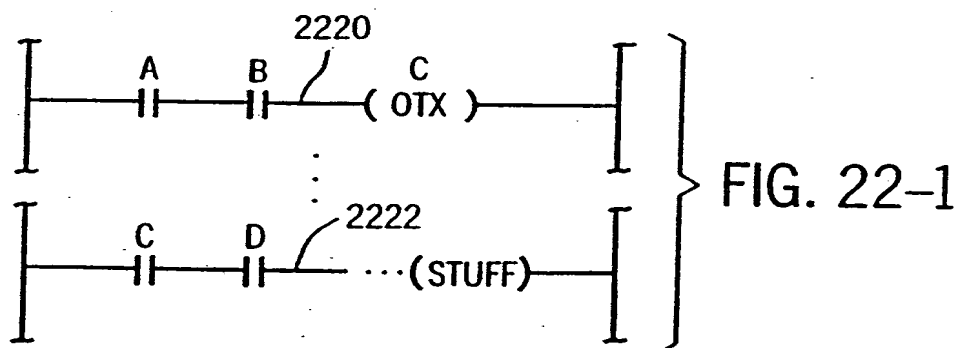 2220
A B C
( OTX )
FIG. 22-1
2222
C D
...(STUFF)